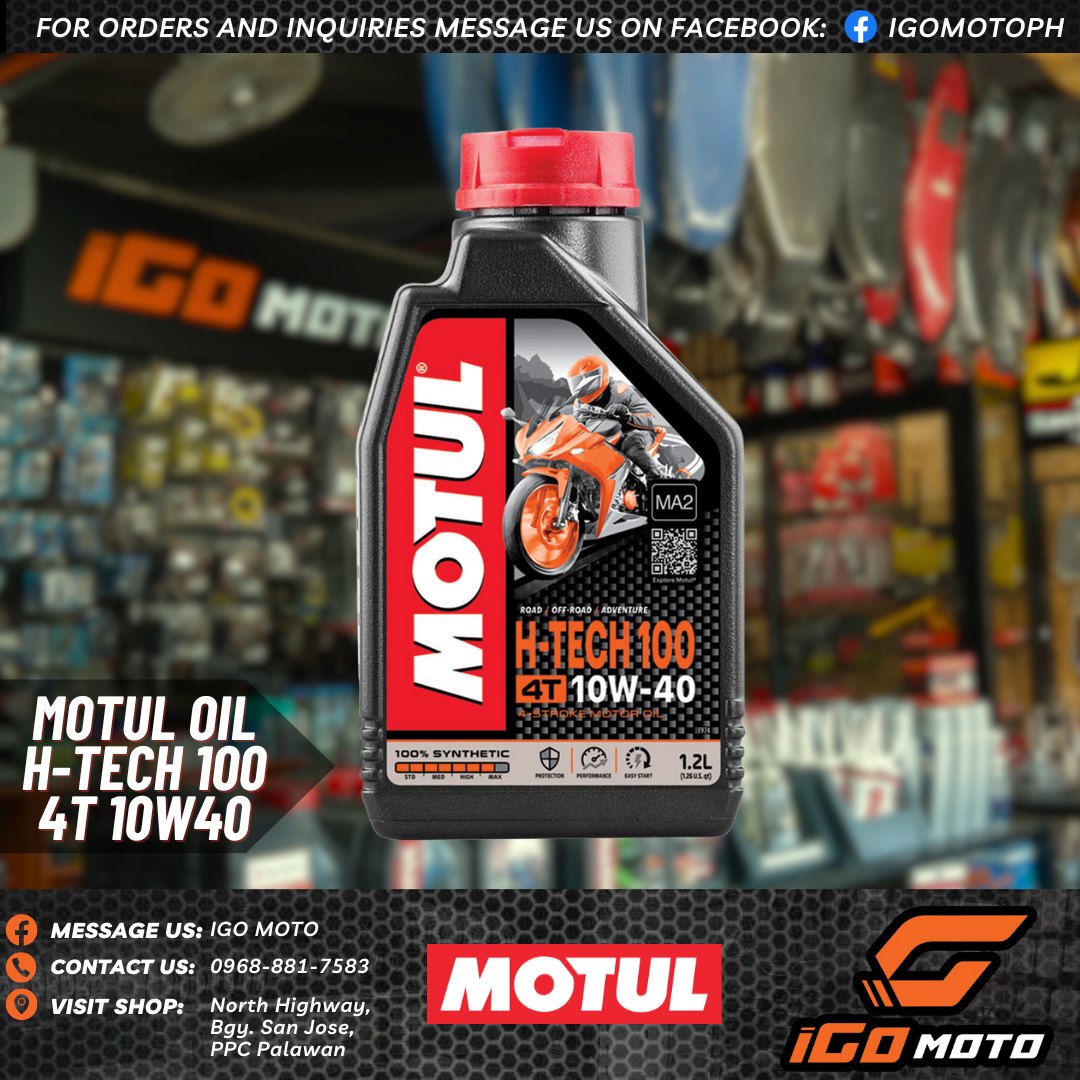 FOR ORDERS AND INQUIRIES MESSAGE US ON FACEBOOK: IGOMOTOPH
iGO MOT
MOTUL®
MA2
Explore Motul®
ROAD / OFF-ROAD / ADVENTURE
H-TECH 100
4T 10W-40
4-STROKE MOTOR OIL
100% SYNTHETIC
STD MED HIGH MAX
PROTECTION PERFORMANCE EASY START
1.2L
(1.26 U.S. qt)
MOTUL OIL
H-TECH 100
4T 10W40
MESSAGE US: IGO MOTO
CONTACT US: 0968-881-7583
VISIT SHOP: North Highway,
Bgy. San Jose,
PPC Palawan
MOTUL
iGO MOTO